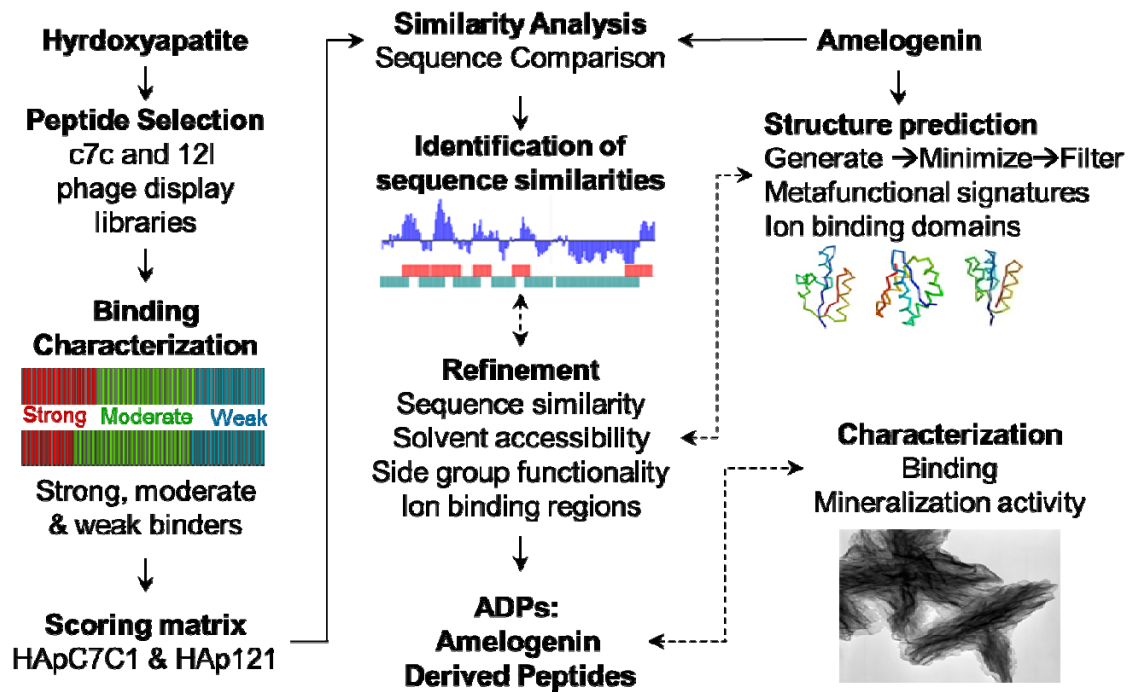 Hyrdoxyapatite
Peptide Selection
c7c and 12l
phage display
libraries
Binding
Characterization
Strong Moderate Weak
Strong, moderate
& weak binders
Scoring matrix
HApC7C1 & HAp121
Similarity Analysis
Sequence Comparison
Identification of
sequence similarities
Refinement
Sequence similarity
Solvent accessibility
Side group functionality
Ion binding regions
ADPs:
Amelogenin
Derived Peptides
Amelogenin
Structure prediction
Generate →Minimize→Filter
Metafunctional signatures
Ion binding domains
Characterization
Binding
Mineralization activity